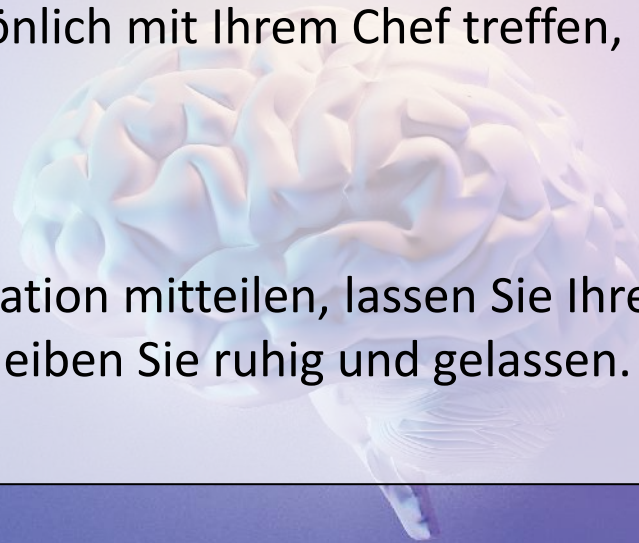 önlich mit Ihrem Chef treffen,
ation mitteilen, lassen Sie Ihre
eiben Sie ruhig und gelassen.